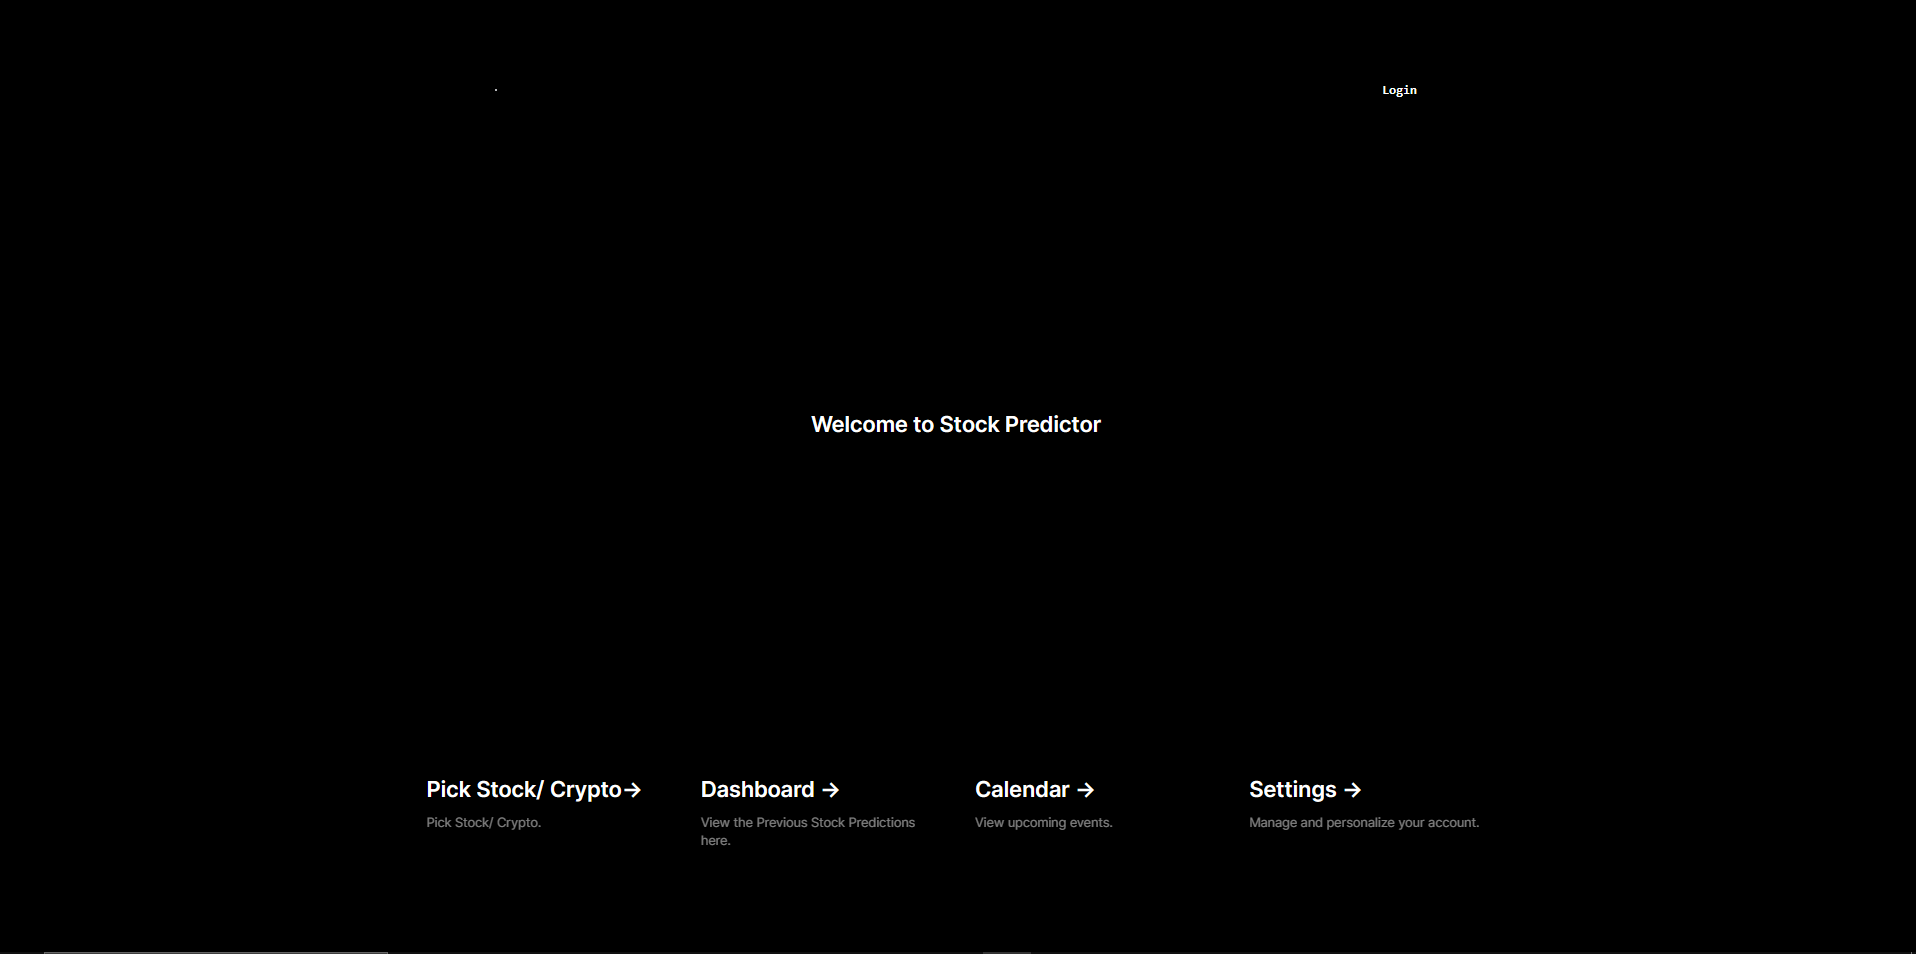 .
Login
Welcome to Stock Predictor
Pick Stock/ Crypto->
Pick Stock/ Crypto.
Dashboard ->
View the Previous Stock Predictions
here.
Calendar ->
View upcoming events.
Settings ->
Manage and personalize your account.